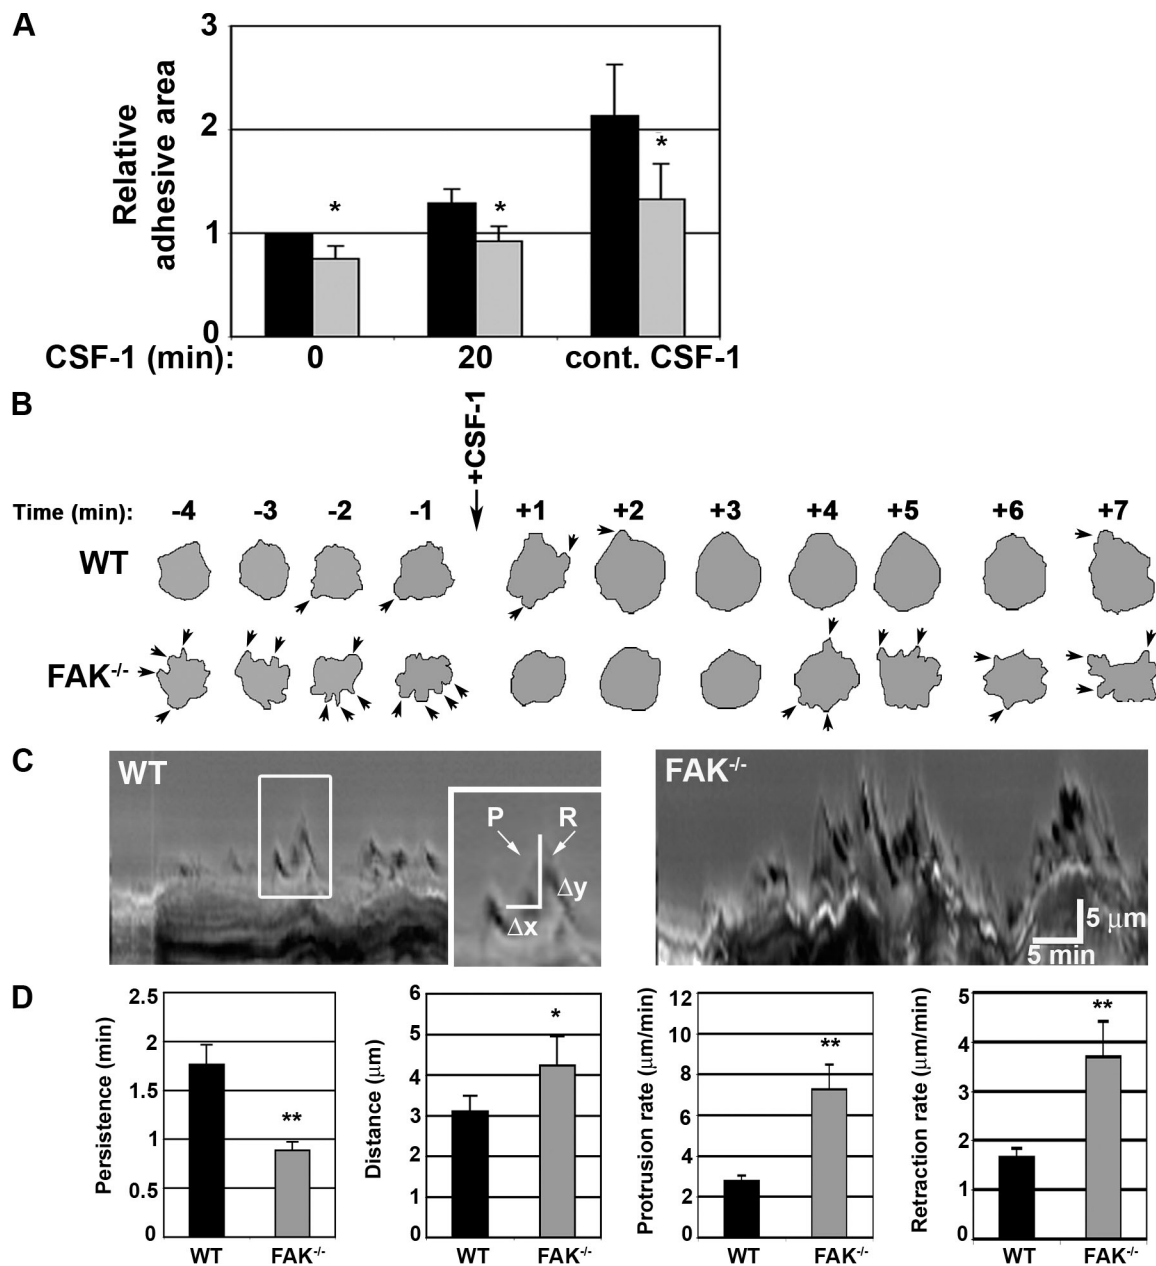 A
Relative
adhesive area
3
2
1
0
*
*
*
CSF-1 (min):
0
20
cont. CSF-1
B
+CSF-1
Time (min):
-4
-3
-2
-1
+1
+2
+3
+4
+5
+6
+7
WT
FAK-/-
C
WT
P
R
Δy
Δx
FAK-/-
5 μm
5 min
D
Persistence (min)
2.5
2
1.5
1
0.5
0
**
WT
FAK-/-
Distance (μm)
6
5
4
3
2
1
0
*
WT
FAK-/-
Protrusion rate (μm/min)
12
10
8
6
4
2
0
**
WT
FAK-/-
Retraction rate (μm/min)
5
4
3
2
1
0
**
WT
FAK-/-